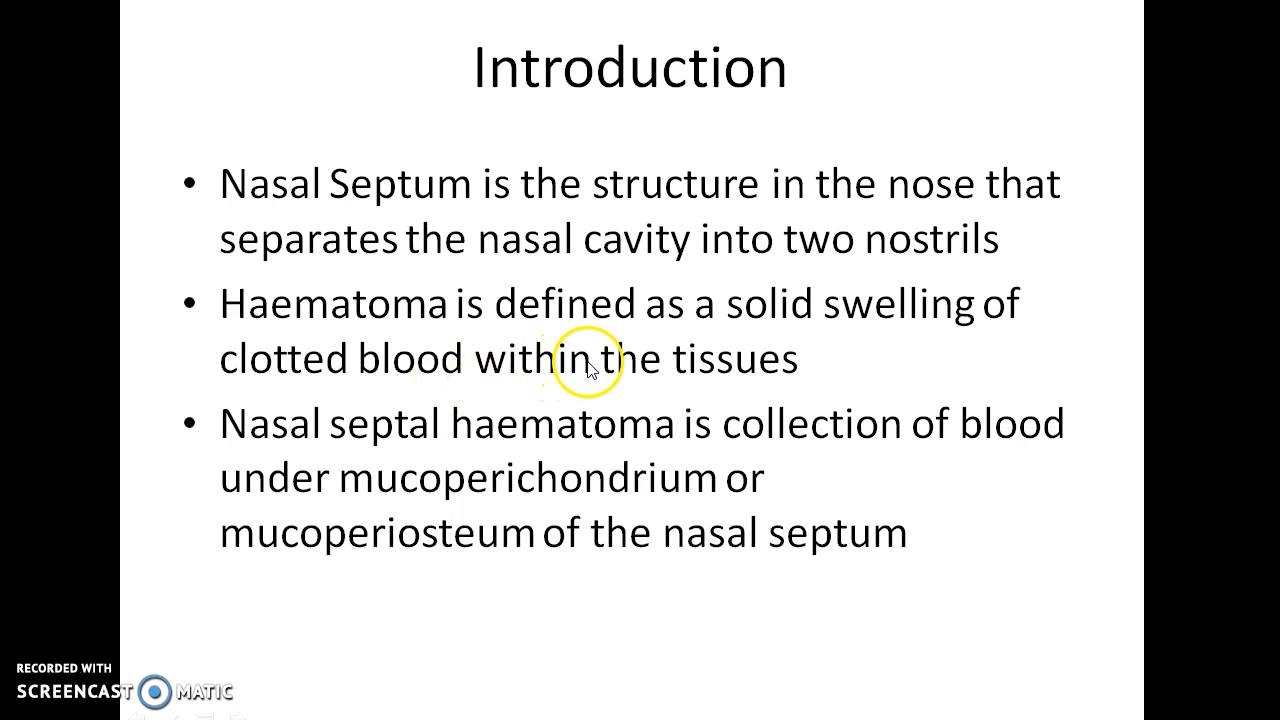 Introduction
• Nasal Septum is the structure in the nose that
separates the nasal cavity into two nostrils
• Haematoma is defined as a solid swelling of
clotted blood within the tissues
• Nasal septal haematoma is collection of blood
under mucoperichondrium or
mucoperiosteum of the nasal septum
RECORDED WITH
SCREENCAST MATIC